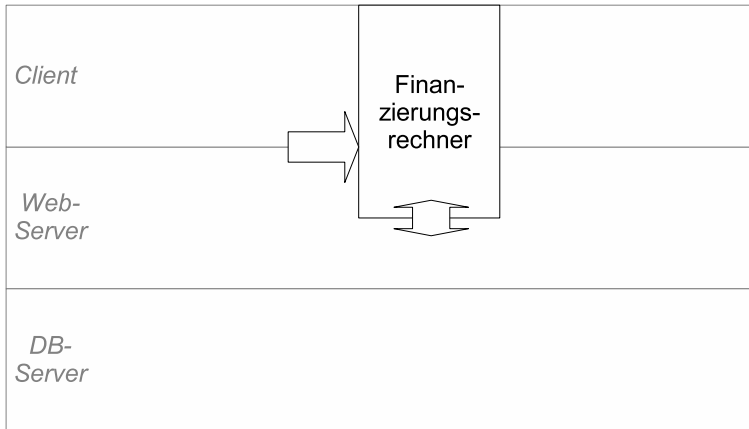 Client
Finan-
zierungs-
rechner
Web-
Server
DB-
Server